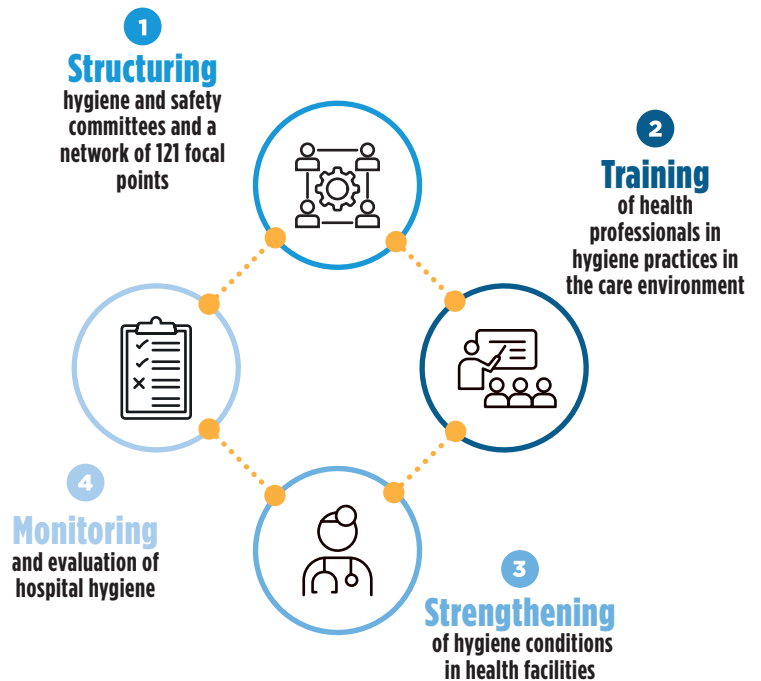 1
Structuring
hygiene and safety
committees and a
network of 121 focal
points
2
Training
of health
professionals in
hygiene practices in
the care environment
3
Strengthening
of hygiene conditions
in health facilities
4
Monitoring
and evaluation of
hospital hygiene